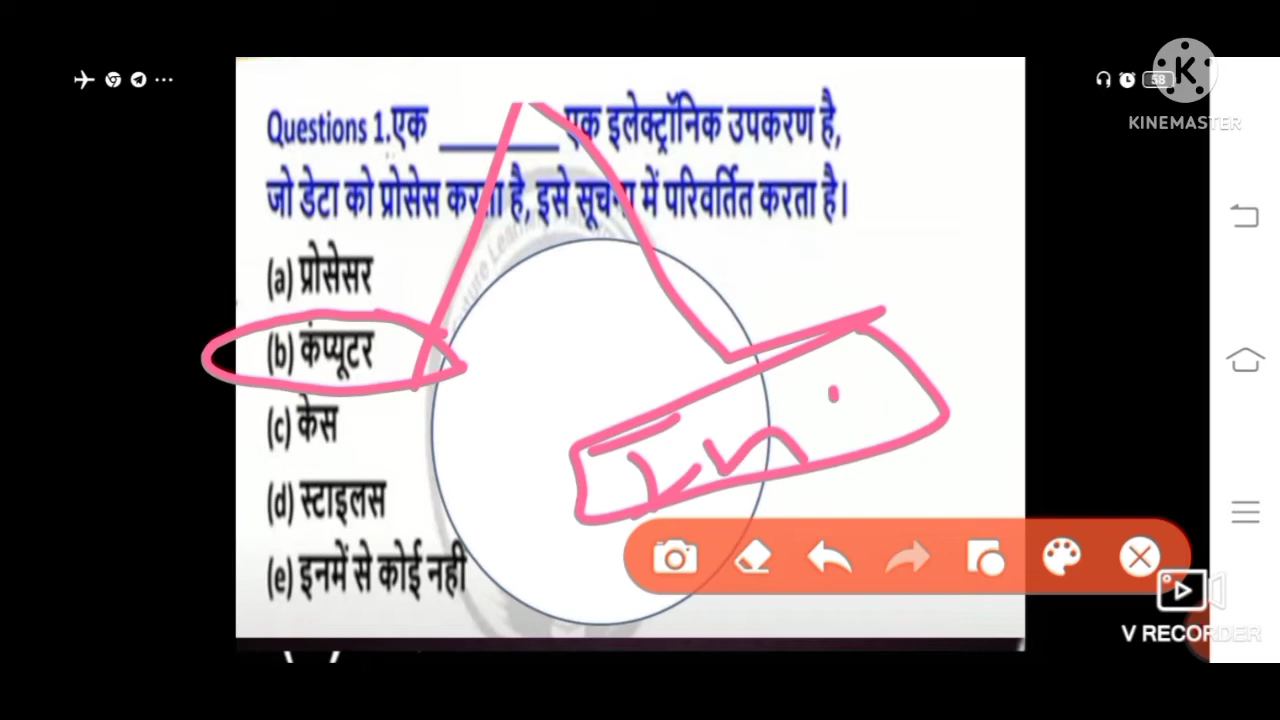 58
KINEMASTER
Questions 1.एक ________ एक इलेक्ट्रॉनिक उपकरण है,
जो डेटा को प्रोसेस करता है, इसे सूचना में परिवर्तित करता है।
(a) प्रोसेसर
(b) कंप्यूटर
(c) केस
(d) स्टाइलस
(e) इनमें से कोई नही
V RECORDER